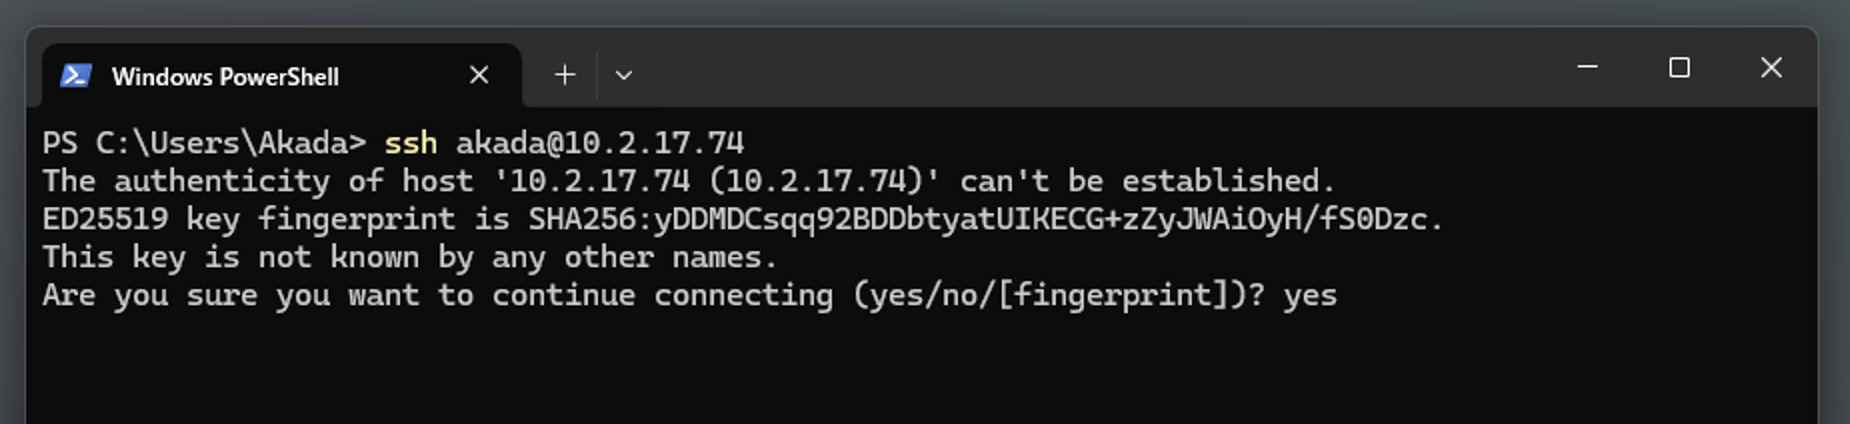 Windows PowerShell
PS C:\Users\Akada> ssh akada@10.2.17.74
The authenticity of host '10.2.17.74 (10.2.17.74)' can't be established.
ED25519 key fingerprint is SHA256:yDDMDCsqq92BDDbtyatUIKECG+zZyJWAiOyH/fS0Dzc.
This key is not known by any other names.
Are you sure you want to continue connecting (yes/no/[fingerprint])? yes